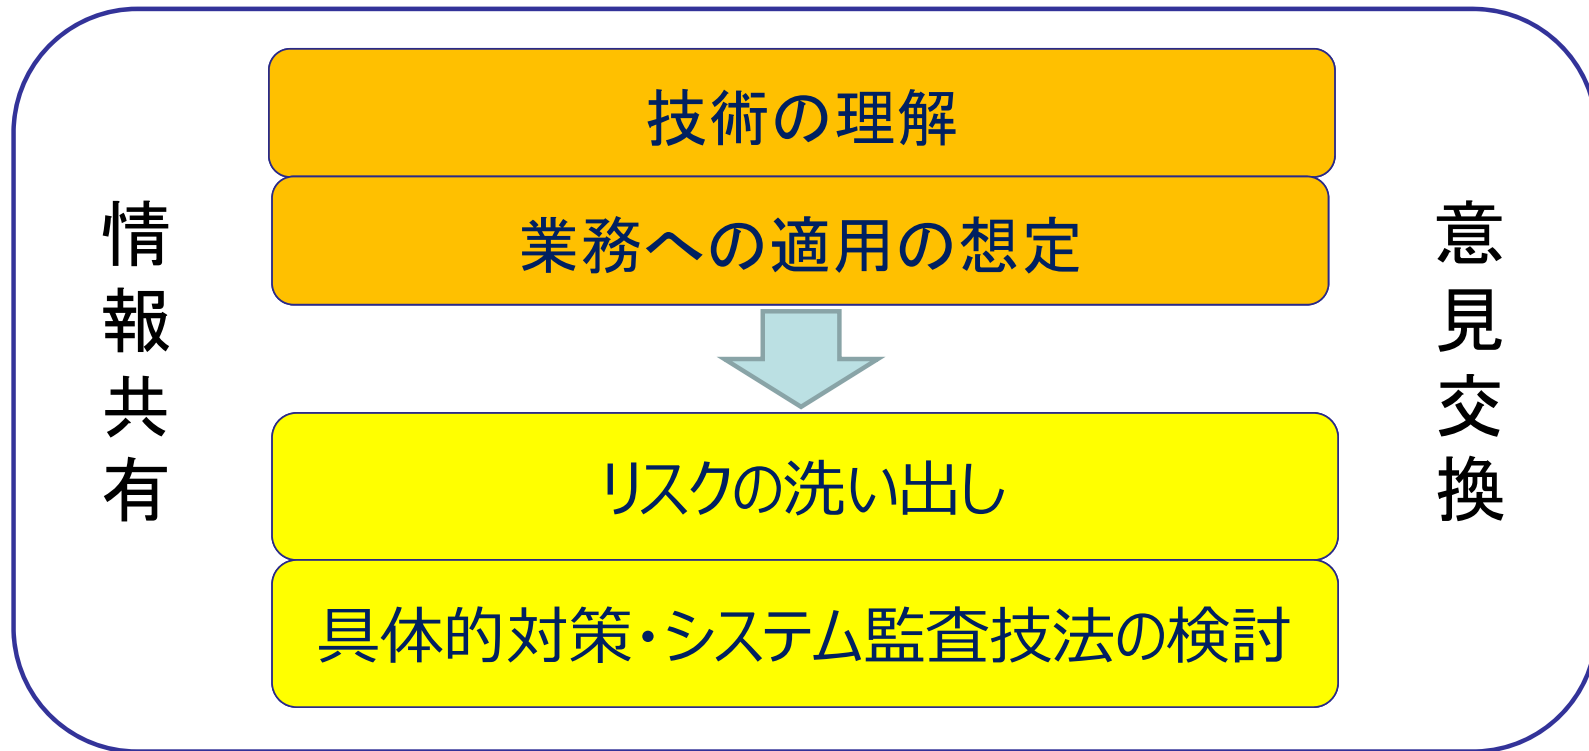 情報共有
技術の理解
業務への適用の想定
リスクの洗い出し
具体的対策・システム監査技法の検討
意見交換